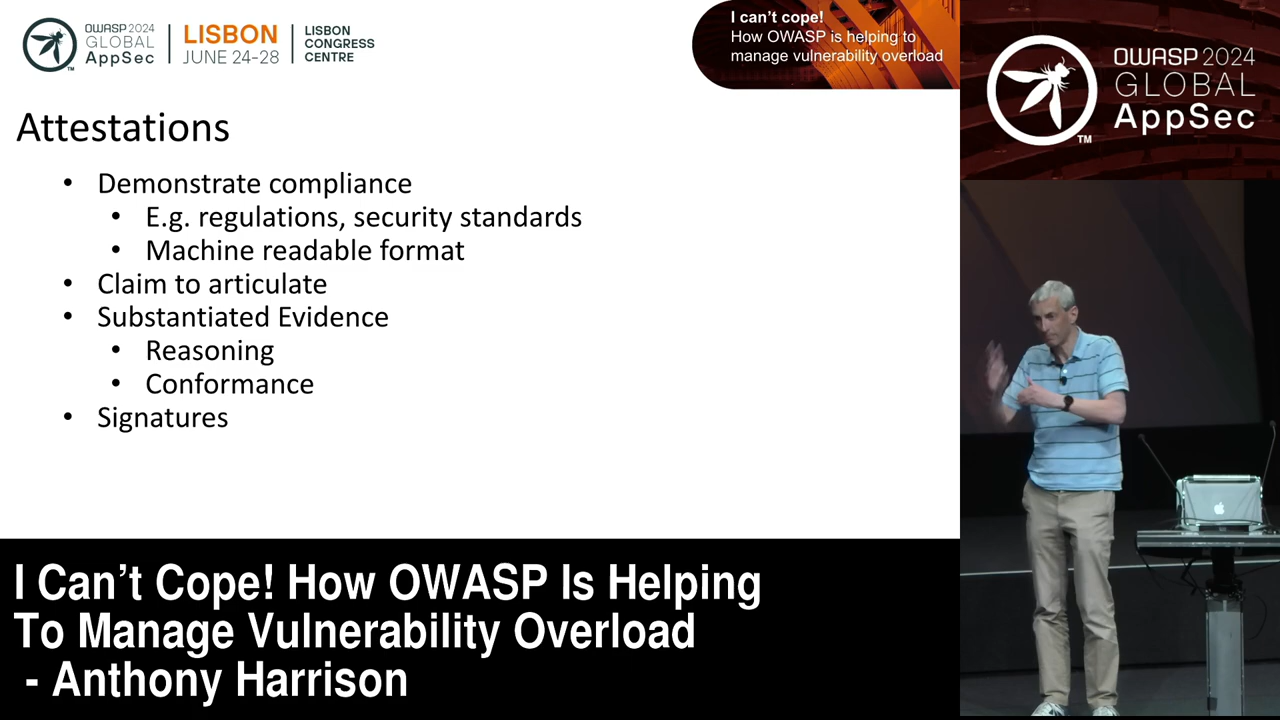 OWASP 2024
GLOBAL
AppSec
TM
LISBON
JUNE 24-28
LISBON
CONGRESS
CENTRE
I can't cope!
How OWASP is helping to
manage vulnerability overload
OWASP 2024
GLOBAL
AppSec
TM
Attestations
• Demonstrate compliance
• E.g. regulations, security standards
• Machine readable format
• Claim to articulate
• Substantiated Evidence
• Reasoning
• Conformance
• Signatures
I Can’t Cope! How OWASP Is Helping
To Manage Vulnerability Overload
- Anthony Harrison